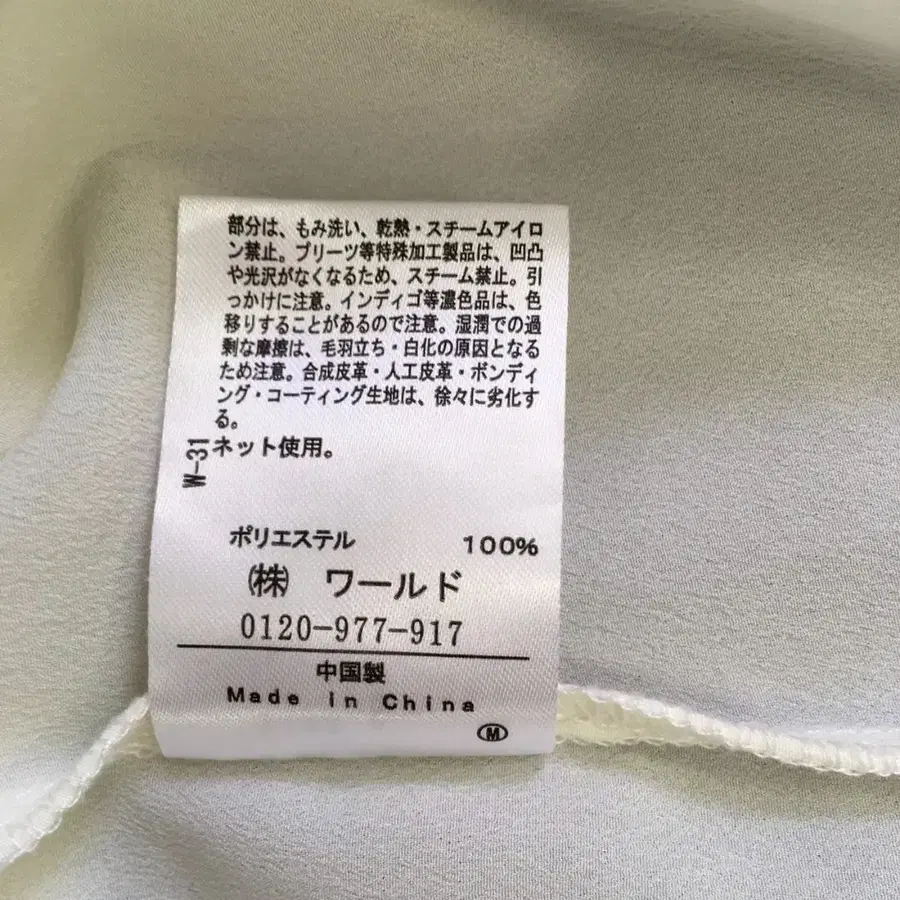 部分は、もみ洗い、乾熱・スチームアイロ
ン禁止。プリーツ等特殊加工製品は、凹凸
や光沢がなくなるため、スチーム禁止。引
っかけに注意。インディゴ等濃色品は、色
移りすることがあるので注意。湿潤での過
剰な摩擦は、毛羽立ち・白化の原因となる
ため注意。合成皮革・人工皮革・ボンディ
ング・コーティング生地は、徐々に劣化す
る。
ネット使用。
W-31
ポリエステル 100%
㈱ ワールド
0120-977-917
中国製
Made in China
Ⓜ